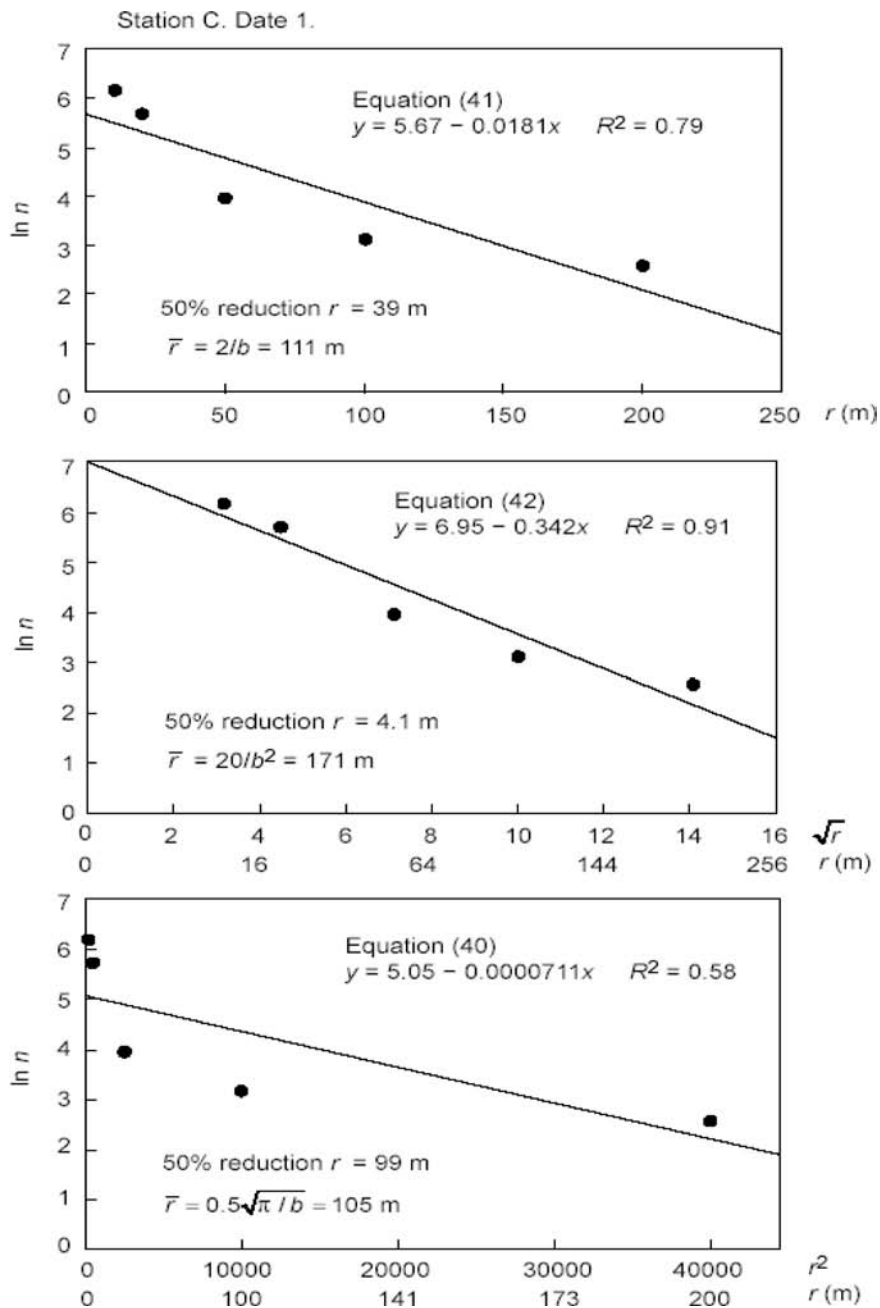 Station C. Date 1.
7
6
5
4
3
2
1
0
ln n
Equation (41)
y = 5.67 − 0.0181x R² = 0.79
50% reduction r = 39 m
r̅ = 2/b = 111 m
0 50 100 150 200 250 r (m)
7
6
5
4
3
2
1
0
ln n
Equation (42)
y = 6.95 − 0.342x R² = 0.91
50% reduction r = 4.1 m
r̅ = 20/b² = 171 m
0 2 4 6 8 10 12 14 16 √r
0 16 64 144 256 r (m)
7
6
5
4
3
2
1
0
ln n
Equation (40)
y = 5.05 − 0.0000711x R² = 0.58
50% reduction r = 99 m
r̅ = 0.5√π / b = 105 m
0 10000 20000 30000 40000 r²
0 100 141 173 200 r (m)